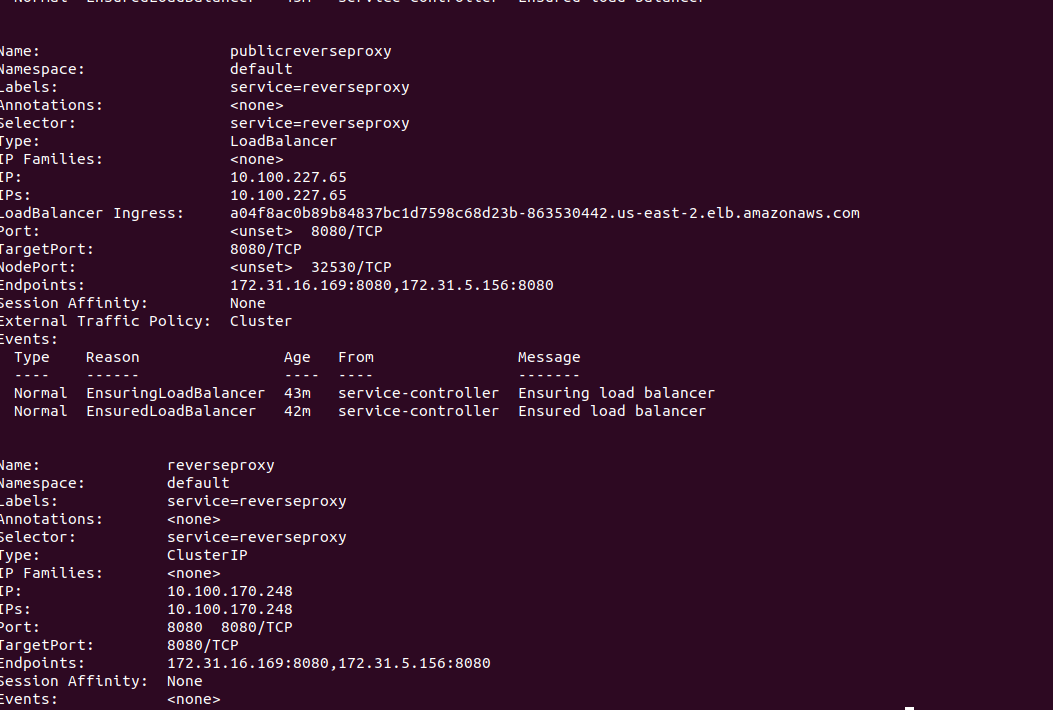 Normal EnsuredLoadBalancer 43m service-controller Ensured load balancer
Name: publicreverseproxy
Namespace: default
Labels: service=reverseproxy
Annotations: <none>
Selector: service=reverseproxy
Type: LoadBalancer
IP Families: <none>
IP: 10.100.227.65
IPs: 10.100.227.65
LoadBalancer Ingress: a04f8ac0b89b84837bc1d7598c68d23b-863530442.us-east-2.elb.amazonaws.com
Port: <unset> 8080/TCP
TargetPort: 8080/TCP
NodePort: <unset> 32530/TCP
Endpoints: 172.31.16.169:8080,172.31.5.156:8080
Session Affinity: None
External Traffic Policy: Cluster
Events:
Type Reason Age From Message
---- ------ ---- ---- -------
Normal EnsuringLoadBalancer 43m service-controller Ensuring load balancer
Normal EnsuredLoadBalancer 42m service-controller Ensured load balancer
Name: reverseproxy
Namespace: default
Labels: service=reverseproxy
Annotations: <none>
Selector: service=reverseproxy
Type: ClusterIP
IP Families: <none>
IP: 10.100.170.248
IPs: 10.100.170.248
Port: 8080 8080/TCP
TargetPort: 8080/TCP
Endpoints: 172.31.16.169:8080,172.31.5.156:8080
Session Affinity: None
Events: <none>